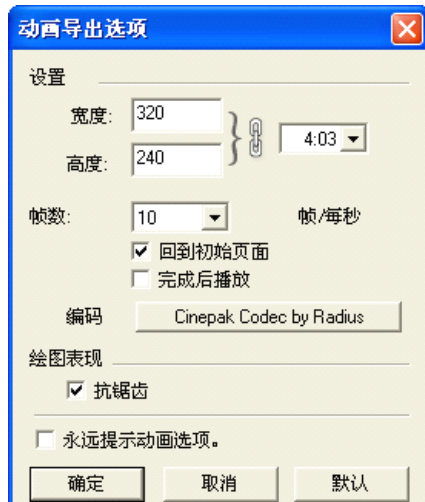 动画导出选项
设置
宽度: 320
高度: 240
4:03
帧数: 10 帧/每秒
回到初始页面
完成后播放
编码 Cinepak Codec by Radius
绘图表现
抗锯齿
永远提示动画选项。
确定 取消 默认